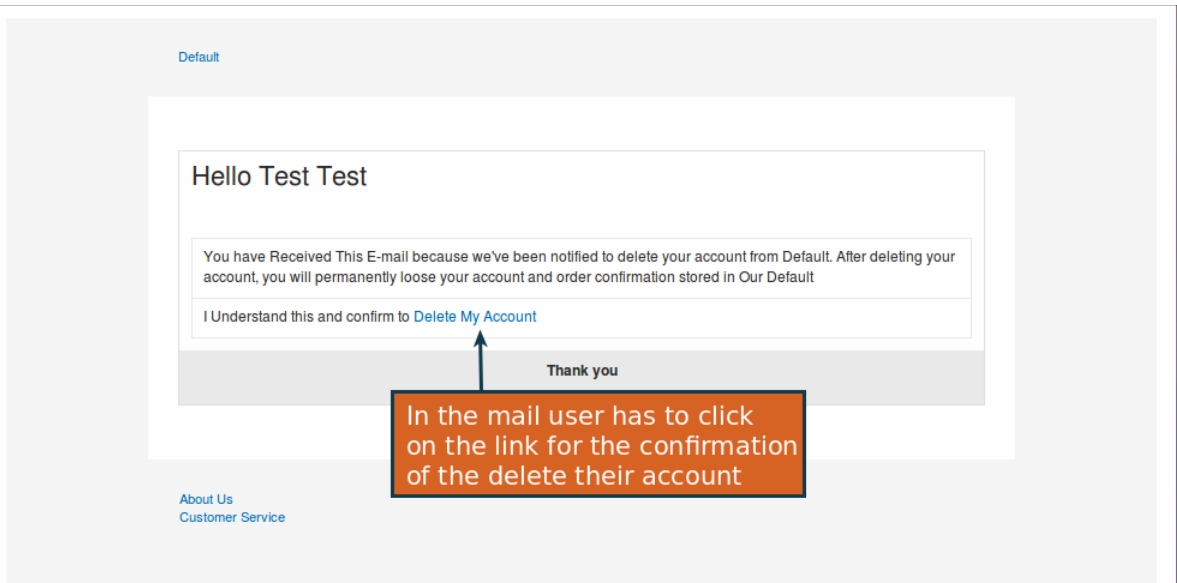 Default
Hello Test Test
You have Received This E-mail because we've been notified to delete your account from Default. After deleting your
account, you will permanently loose your account and order confirmation stored in Our Default
I Understand this and confirm to Delete My Account
Thank you
In the mail user has to click
on the link for the confirmation
of the delete their account
About Us
Customer Service